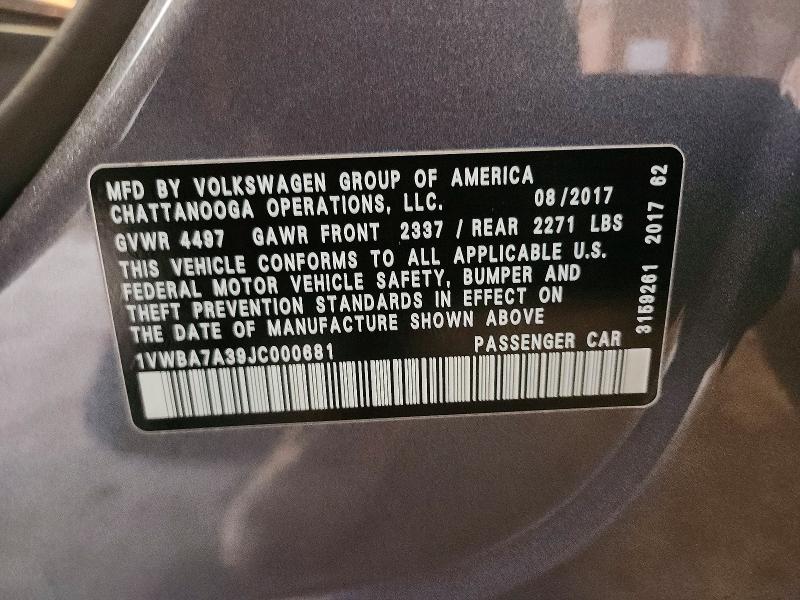 MFD BY VOLKSWAGEN GROUP OF AMERICA
CHATTANOOGA OPERATIONS, LLC. 08/2017
GVWR 4497 GAWR FRONT 2337 / REAR 2271 LBS
THIS VEHICLE CONFORMS TO ALL APPLICABLE U.S.
FEDERAL MOTOR VEHICLE SAFETY, BUMPER AND
THEFT PREVENTION STANDARDS IN EFFECT ON
THE DATE OF MANUFACTURE SHOWN ABOVE
1VWBA7A39JC000681 PASSENGER CAR
3159261 2017 62